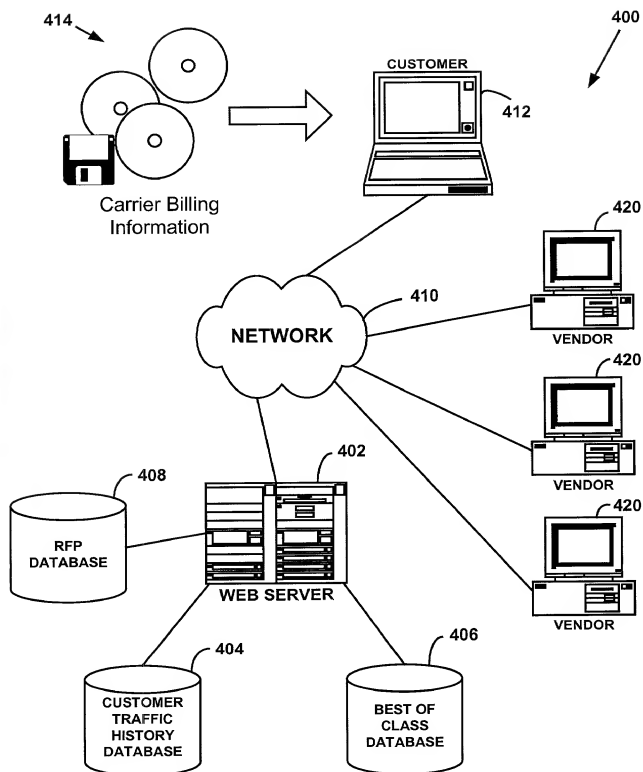 414
400
CUSTOMER
412
Carrier Billing
Information
420
410
NETWORK
VENDOR
420
VENDOR
402
408
RFP
DATABASE
WEB SERVER
420
VENDOR
404
406
CUSTOMER
TRAFFIC
HISTORY
DATABASE
BEST OF
CLASS
DATABASE